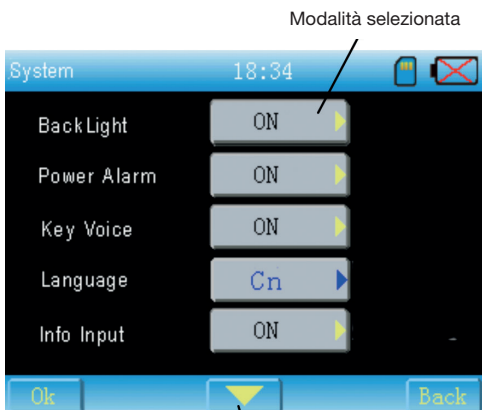 Modalità selezionata
System 18:34
BackLight ON
Power Alarm ON
Key Voice ON
Language Cn
Info Input ON
Ok Back